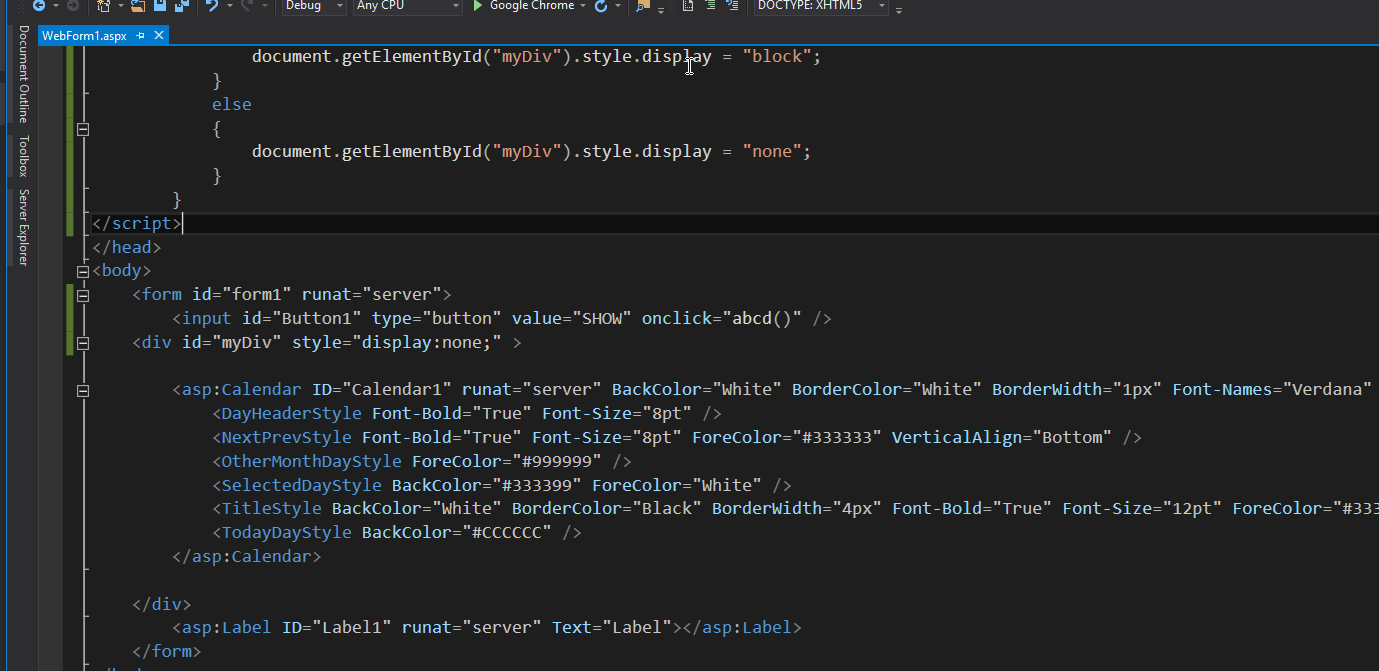 Debug Any CPU Google Chrome DOCTYPE: XHTML5
WebForm1.aspx
Document Outline
Toolbox
Server Explorer
document.getElementById("myDiv").style.display = "block";
}
else
{
document.getElementById("myDiv").style.display = "none";
}
}
</script>
</head>
<body>
<form id="form1" runat="server">
<input id="Button1" type="button" value="SHOW" onclick="abcd()" />
<div id="myDiv" style="display:none;" >
<asp:Calendar ID="Calendar1" runat="server" BackColor="White" BorderColor="White" BorderWidth="1px" Font-Names="Verdana"
<DayHeaderStyle Font-Bold="True" Font-Size="8pt" />
<NextPrevStyle Font-Bold="True" Font-Size="8pt" ForeColor="#333333" VerticalAlign="Bottom" />
<OtherMonthDayStyle ForeColor="#999999" />
<SelectedDayStyle BackColor="#333399" ForeColor="White" />
<TitleStyle BackColor="White" BorderColor="Black" BorderWidth="4px" Font-Bold="True" Font-Size="12pt" ForeColor="#333
<TodayDayStyle BackColor="#CCCCCC" />
</asp:Calendar>
</div>
<asp:Label ID="Label1" runat="server" Text="Label"></asp:Label>
</form>